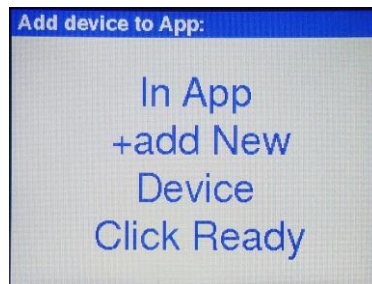 Add device to App:
In App
+add New
Device
Click Ready